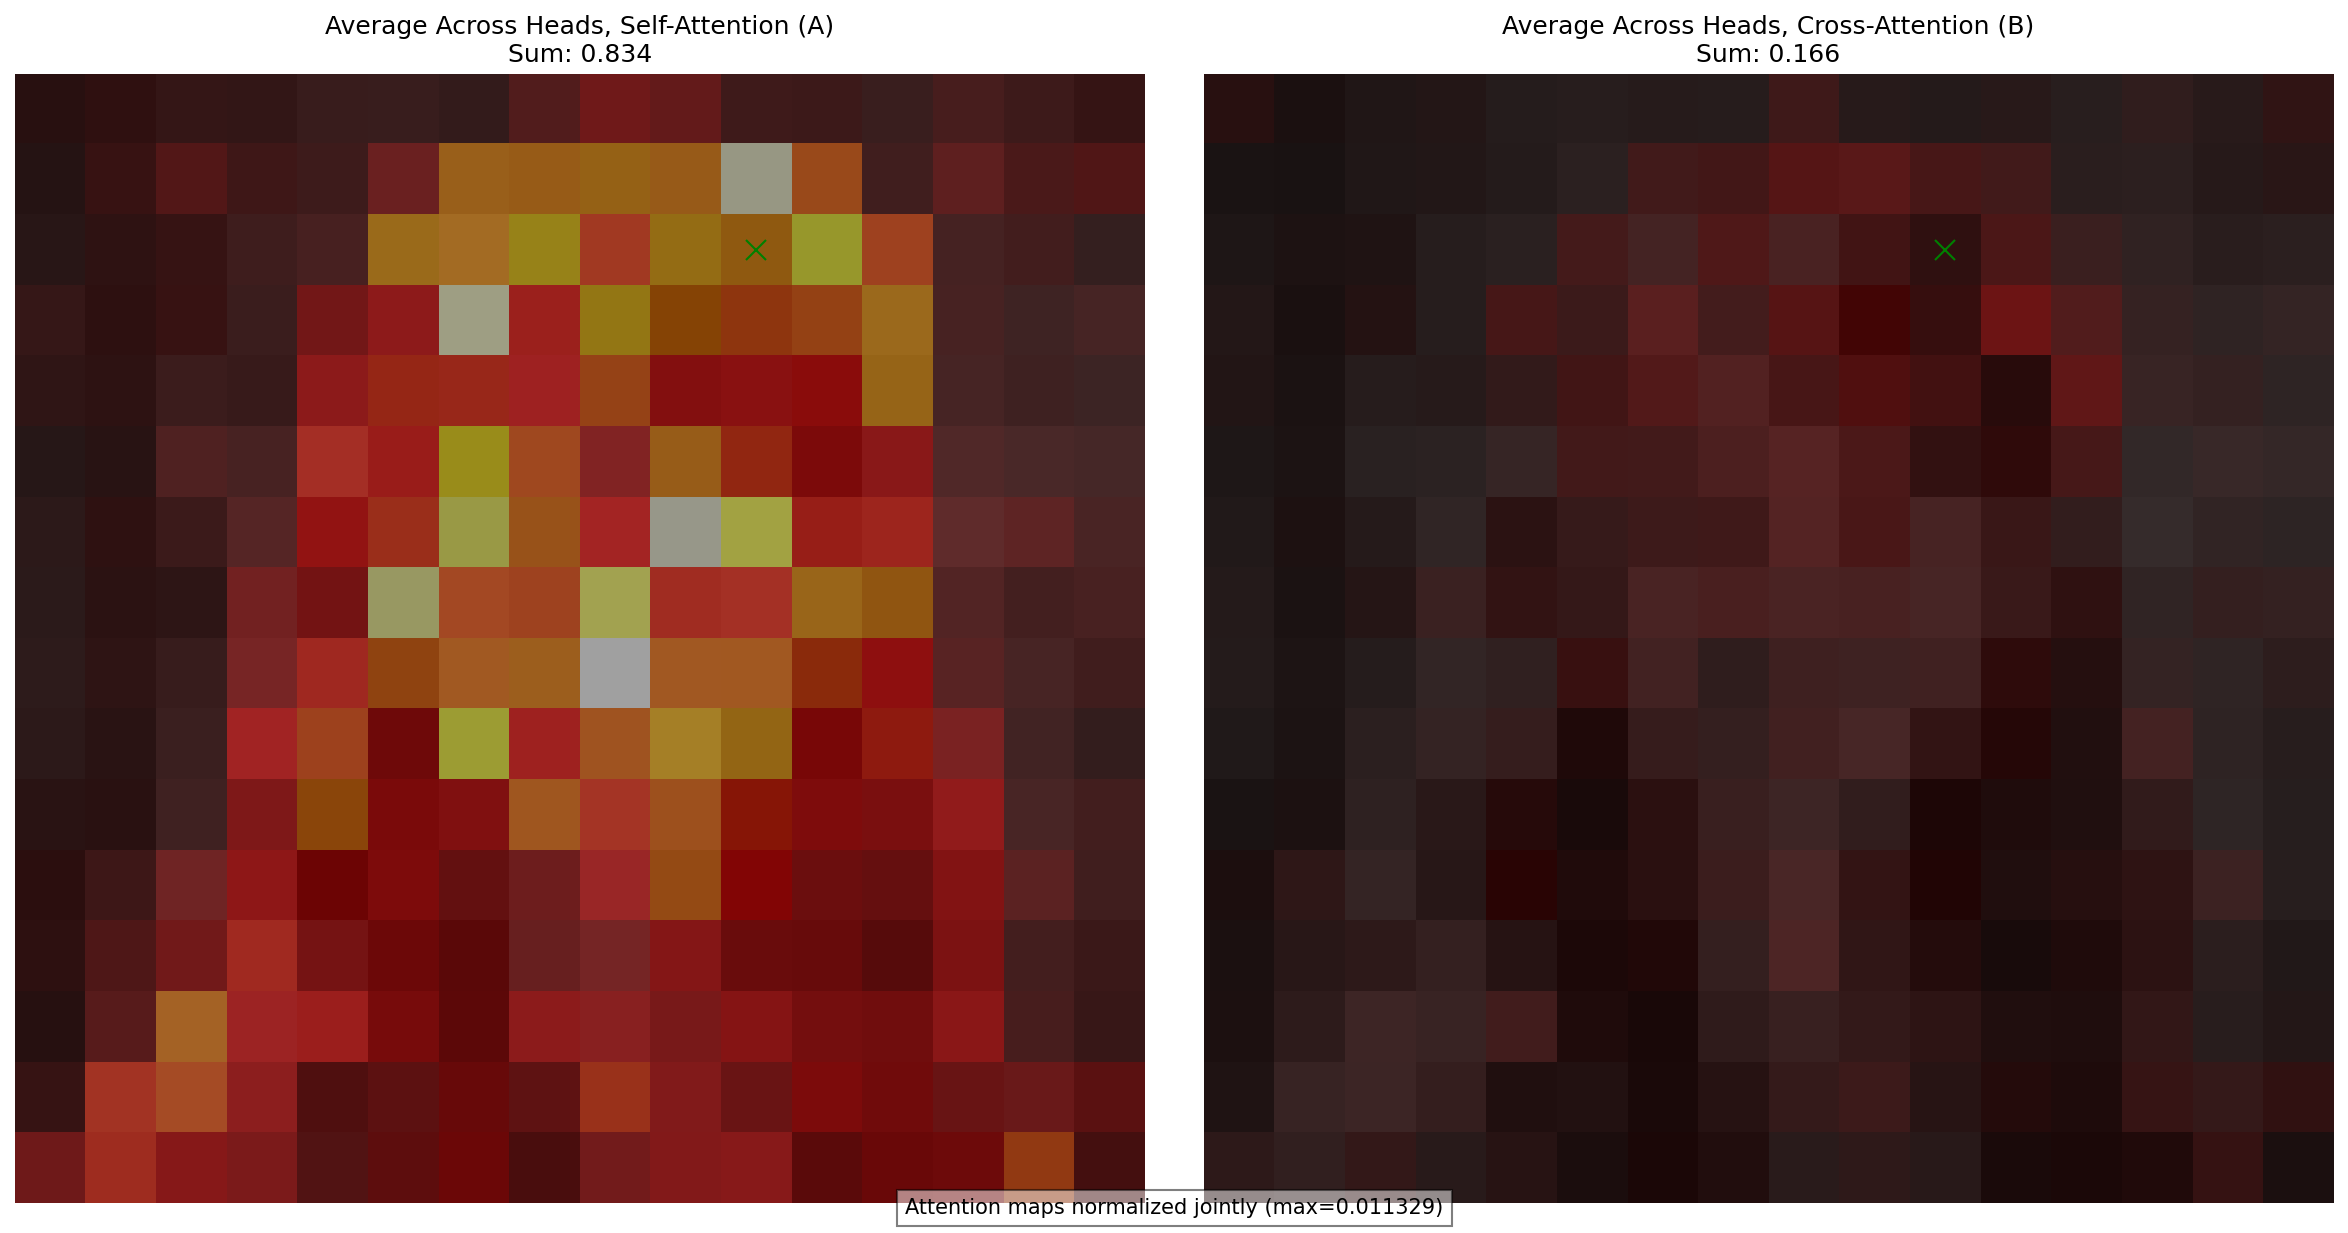 Average Across Heads, Self-Attention (A)
Sum: 0.834
Average Across Heads, Cross-Attention (B)
Sum: 0.166
Attention maps normalized jointly (max=0.011329)